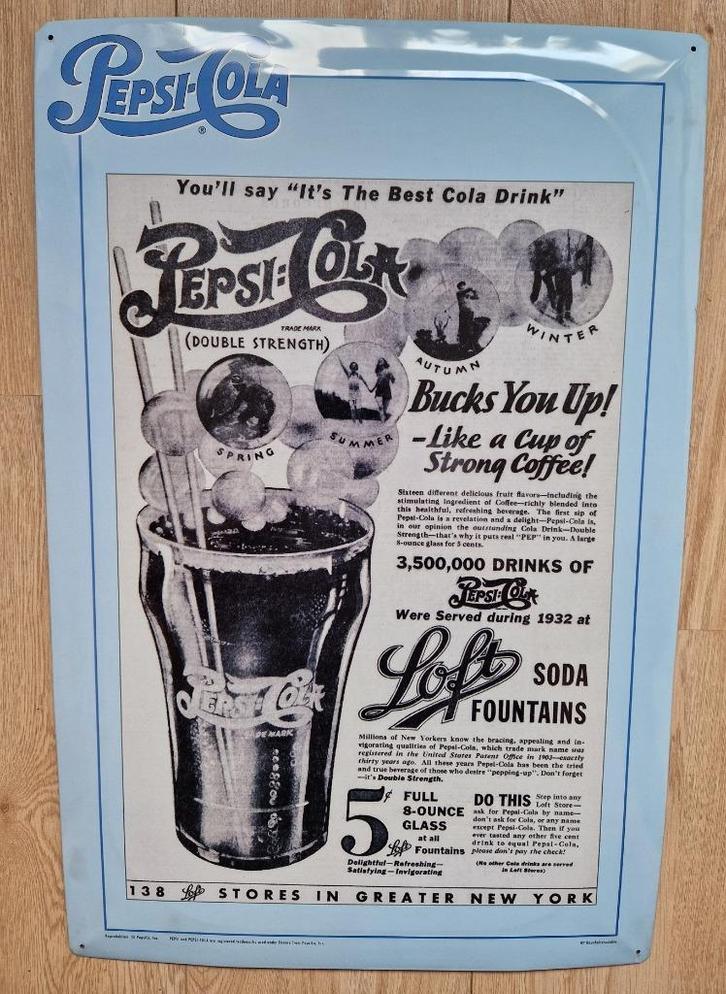 PEPSI-COLA
®
You'll say "It's The Best Cola Drink"
PEPSI:COLA
TRADE MARK
(DOUBLE STRENGTH)
WINTER
AUTUMN
SUMMER
SPRING
Bucks You Up!
-Like a Cup of
Strong Coffee!
Sixteen different delicious fruit flavors—including the
stimulating ingredient of Coffee—richly blended into
this healthful, refreshing beverage. The first sip of
Pepsi-Cola is a revelation and a delight—Pepsi-Cola is,
in our opinion the outstanding Cola Drink—Double
Strength—that's why it puts real "PEP" in you. A large
8-ounce glass for 5 cents.
3,500,000 DRINKS OF
PEPSI:COLA
Were Served during 1932 at
Loft SODA
FOUNTAINS
PEPSI:COLA
TRADE MARK
Millions of New Yorkers know the bracing, appealing and in-
vigorating qualities of Pepsi-Cola, which trade mark name was
registered in the United States Patent Office in 1903—exactly
thirty years ago. All these years Pepsi-Cola has been the tried
and true beverage of those who desire "pepping-up". Don't forget
—it's Double Strength.
5¢
FULL
8-OUNCE
GLASS
at all
Loft Fountains
Delightful—Refreshing—
Satisfying—Invigorating
DO THIS Step into any
Loft Store—
ask for Pepsi-Cola by name—
don't ask for Cola, or any name
except Pepsi-Cola. Then if you
ever tasted any other five cent
drink to equal Pepsi-Cola,
please don't pay the check!
(No other Cola drinks are served
in Loft Stores)
138 Loft STORES IN GREATER NEW YORK